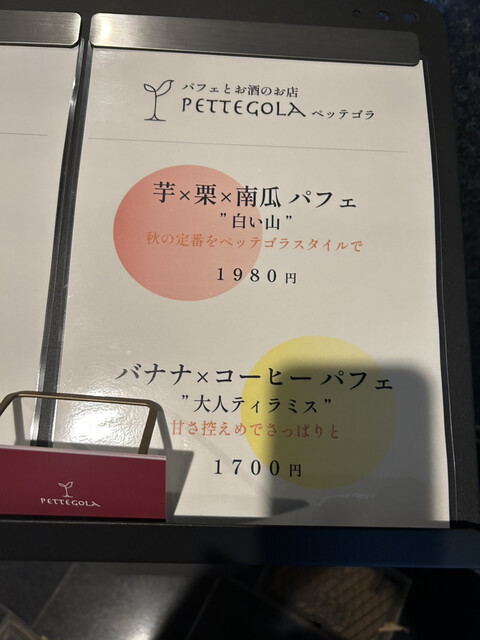 パフェとお酒のお店
PETTEGOLA ペッテゴラ
芋×栗×南瓜 パフェ
”白い山”
秋の定番をペッテゴラスタイルで
1980円
バナナ×コーヒー パフェ
”大人ティラミス”
甘さ控えめでさっぱりと
1700円
PETTEGOLA